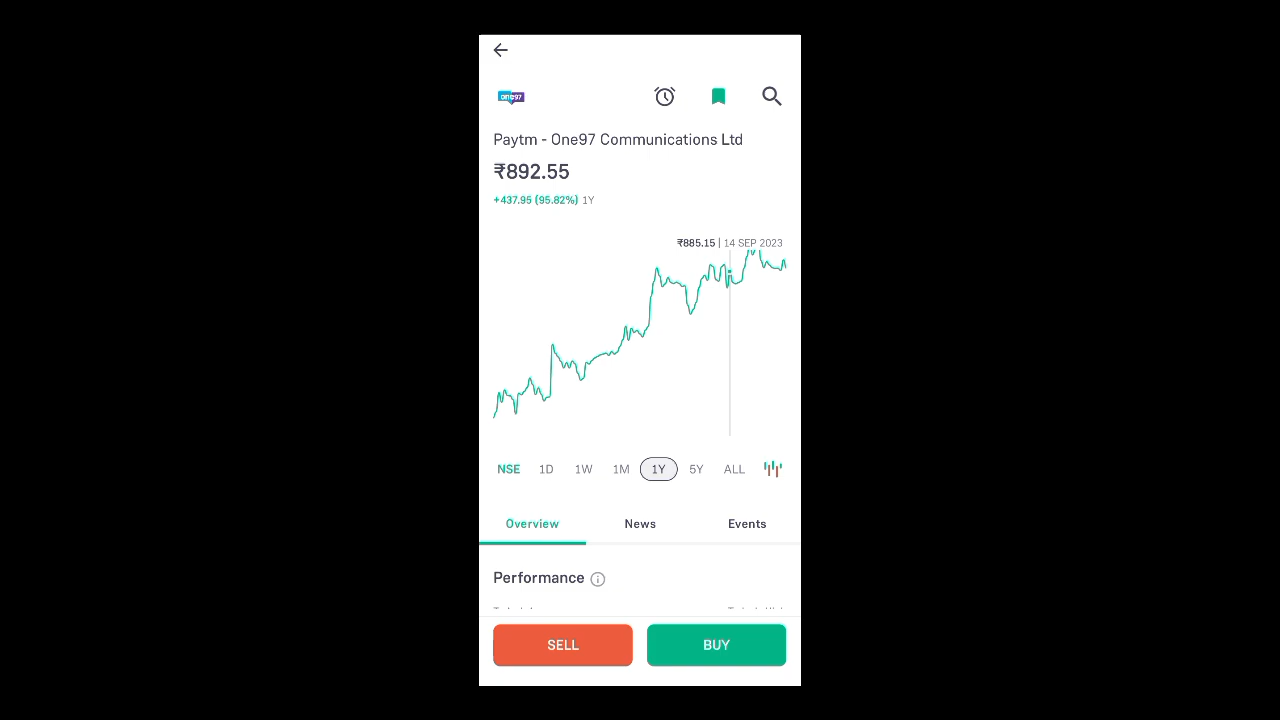 one97
Paytm - One97 Communications Ltd
₹892.55
+437.95 (95.82%) 1Y
₹885.15 | 14 SEP 2023
NSE 1D 1W 1M 1Y 5Y ALL
Overview News Events
Performance
SELL BUY